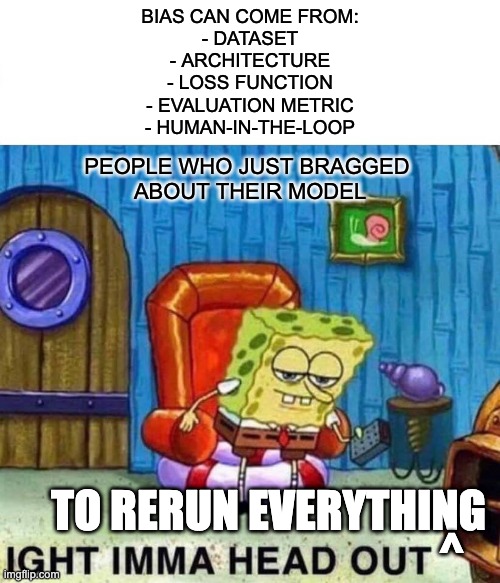 BIAS CAN COME FROM:
- DATASET
- ARCHITECTURE
- LOSS FUNCTION
- EVALUATION METRIC
- HUMAN-IN-THE-LOOP
PEOPLE WHO JUST BRAGGED
ABOUT THEIR MODEL
TO RERUN EVERYTHING
^
IGHT IMMA HEAD OUT
imgflip.com